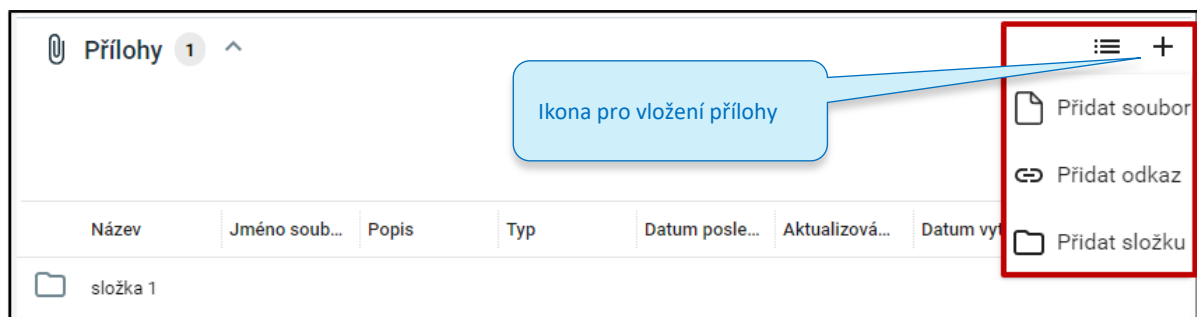 Přílohy 1
Ikona pro vložení přílohy
Přidat soubor
Přidat odkaz
Přidat složku
Název Jméno soub... Popis Typ Datum posle... Aktualizová... Datum vyt
složka 1